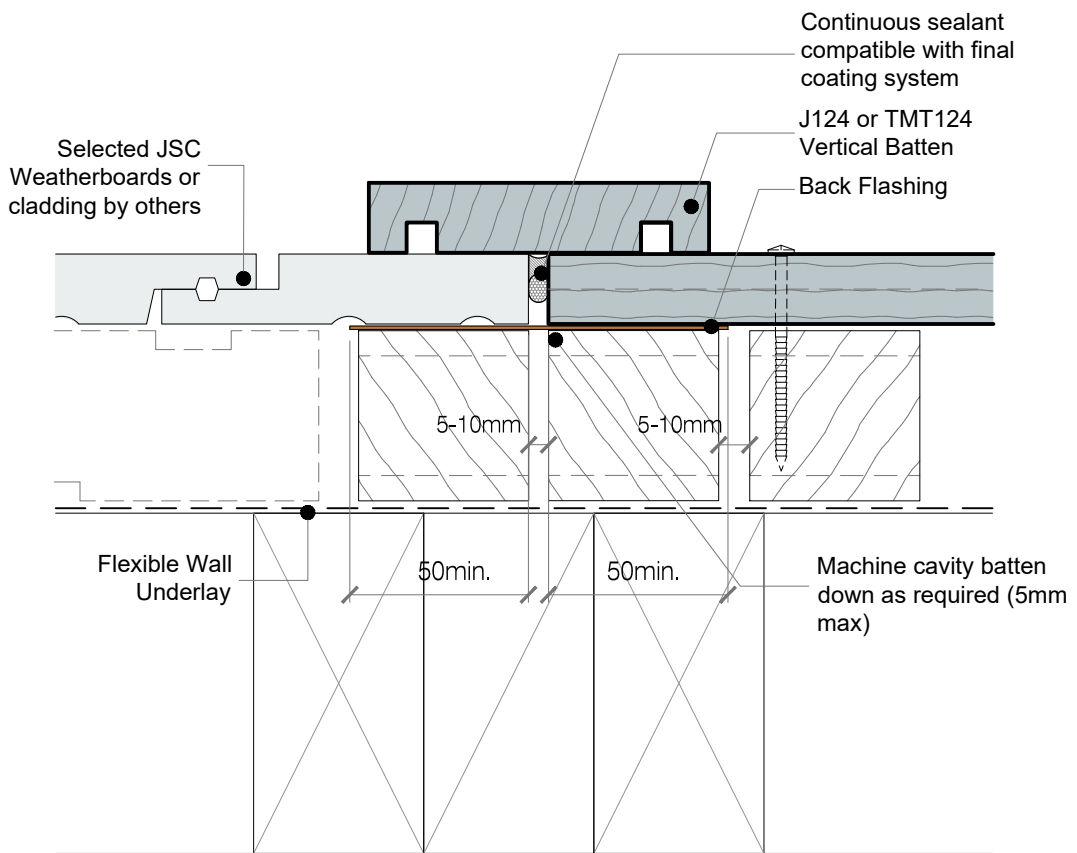 Continuous sealant
compatible with final
coating system
J124 or TMT124
Vertical Batten
Back Flashing
Selected JSC
Weatherboards or
cladding by others
5-10mm
5-10mm
50min.
50min.
Flexible Wall
Underlay
Machine cavity batten
down as required (5mm
max)